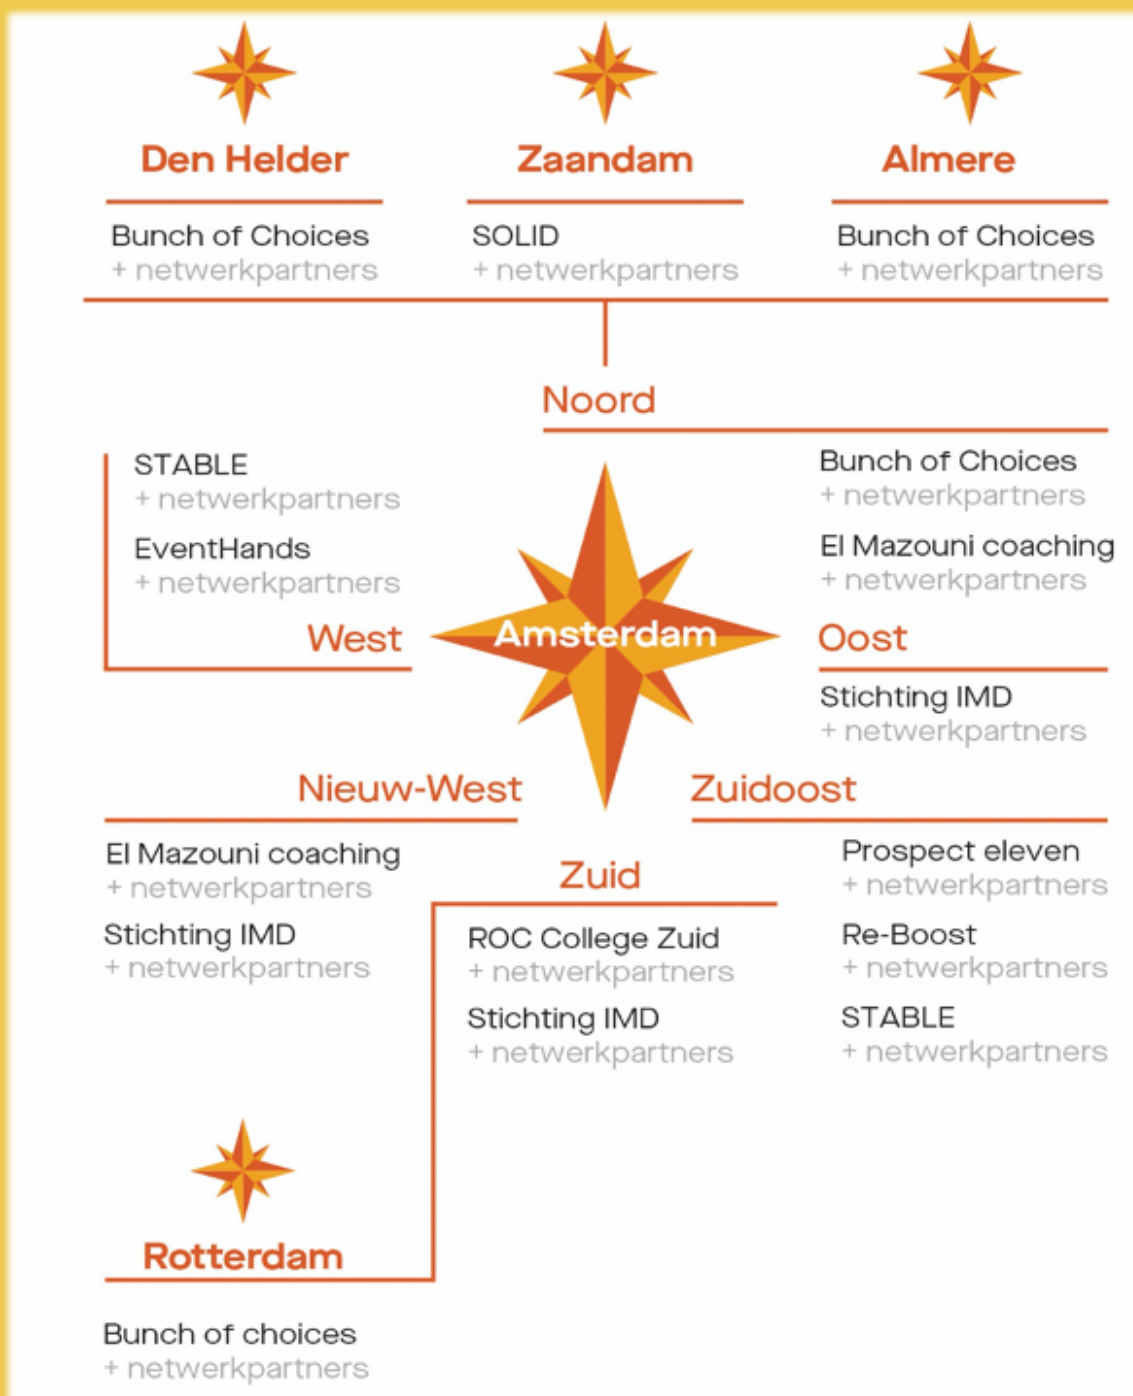 Den Helder
Bunch of Choices
+ netwerkpartners
Zaandam
SOLID
+ netwerkpartners
Almere
Bunch of Choices
+ netwerkpartners
Noord
Bunch of Choices
+ netwerkpartners
El Mazouni coaching
+ netwerkpartners
STABLE
+ netwerkpartners
EventHands
+ netwerkpartners
West
Amsterdam
Oost
Stichting IMD
+ netwerkpartners
Nieuw-West
El Mazouni coaching
+ netwerkpartners
Stichting IMD
+ netwerkpartners
Zuid
ROC College Zuid
+ netwerkpartners
Stichting IMD
+ netwerkpartners
Zuidoost
Prospect eleven
+ netwerkpartners
Re-Boost
+ netwerkpartners
STABLE
+ netwerkpartners
Rotterdam
Bunch of choices
+ netwerkpartners